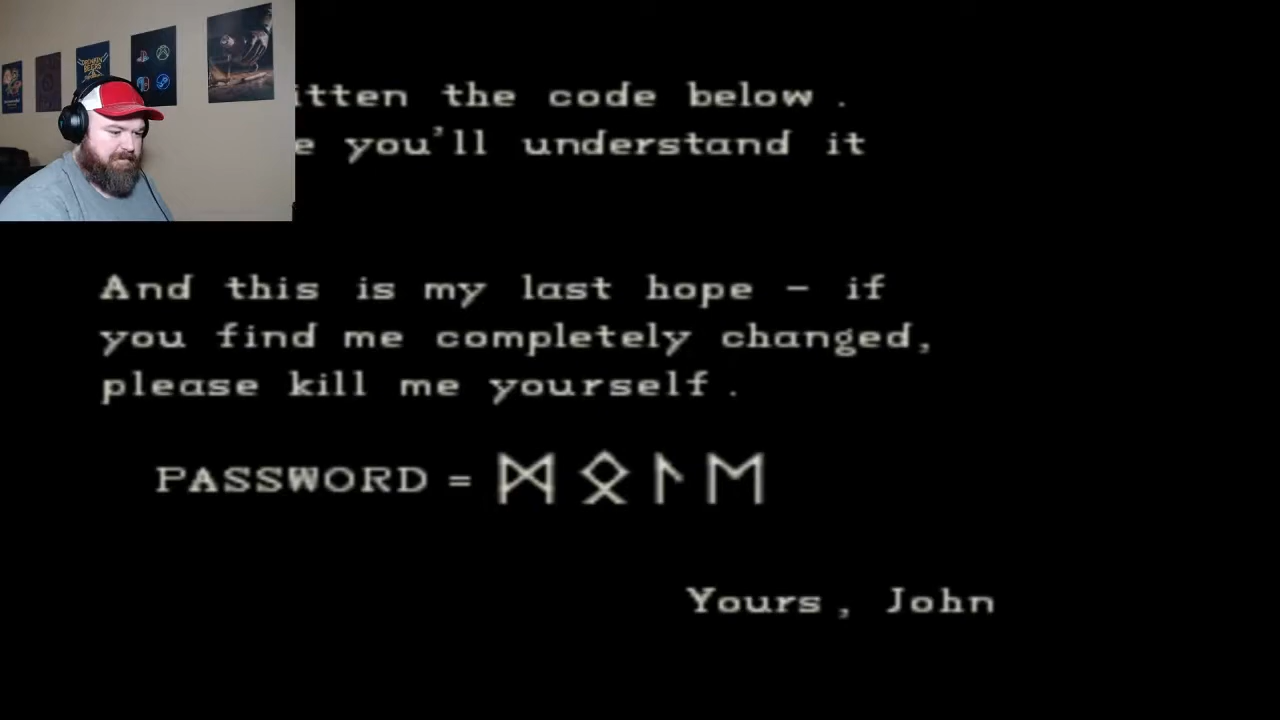 itten the code below .
e you'll understand it
And this is my last hope – if
you find me completely changed,
please kill me yourself .
PASSWORD = ᛗᛟᛚᛖ
Yours , John